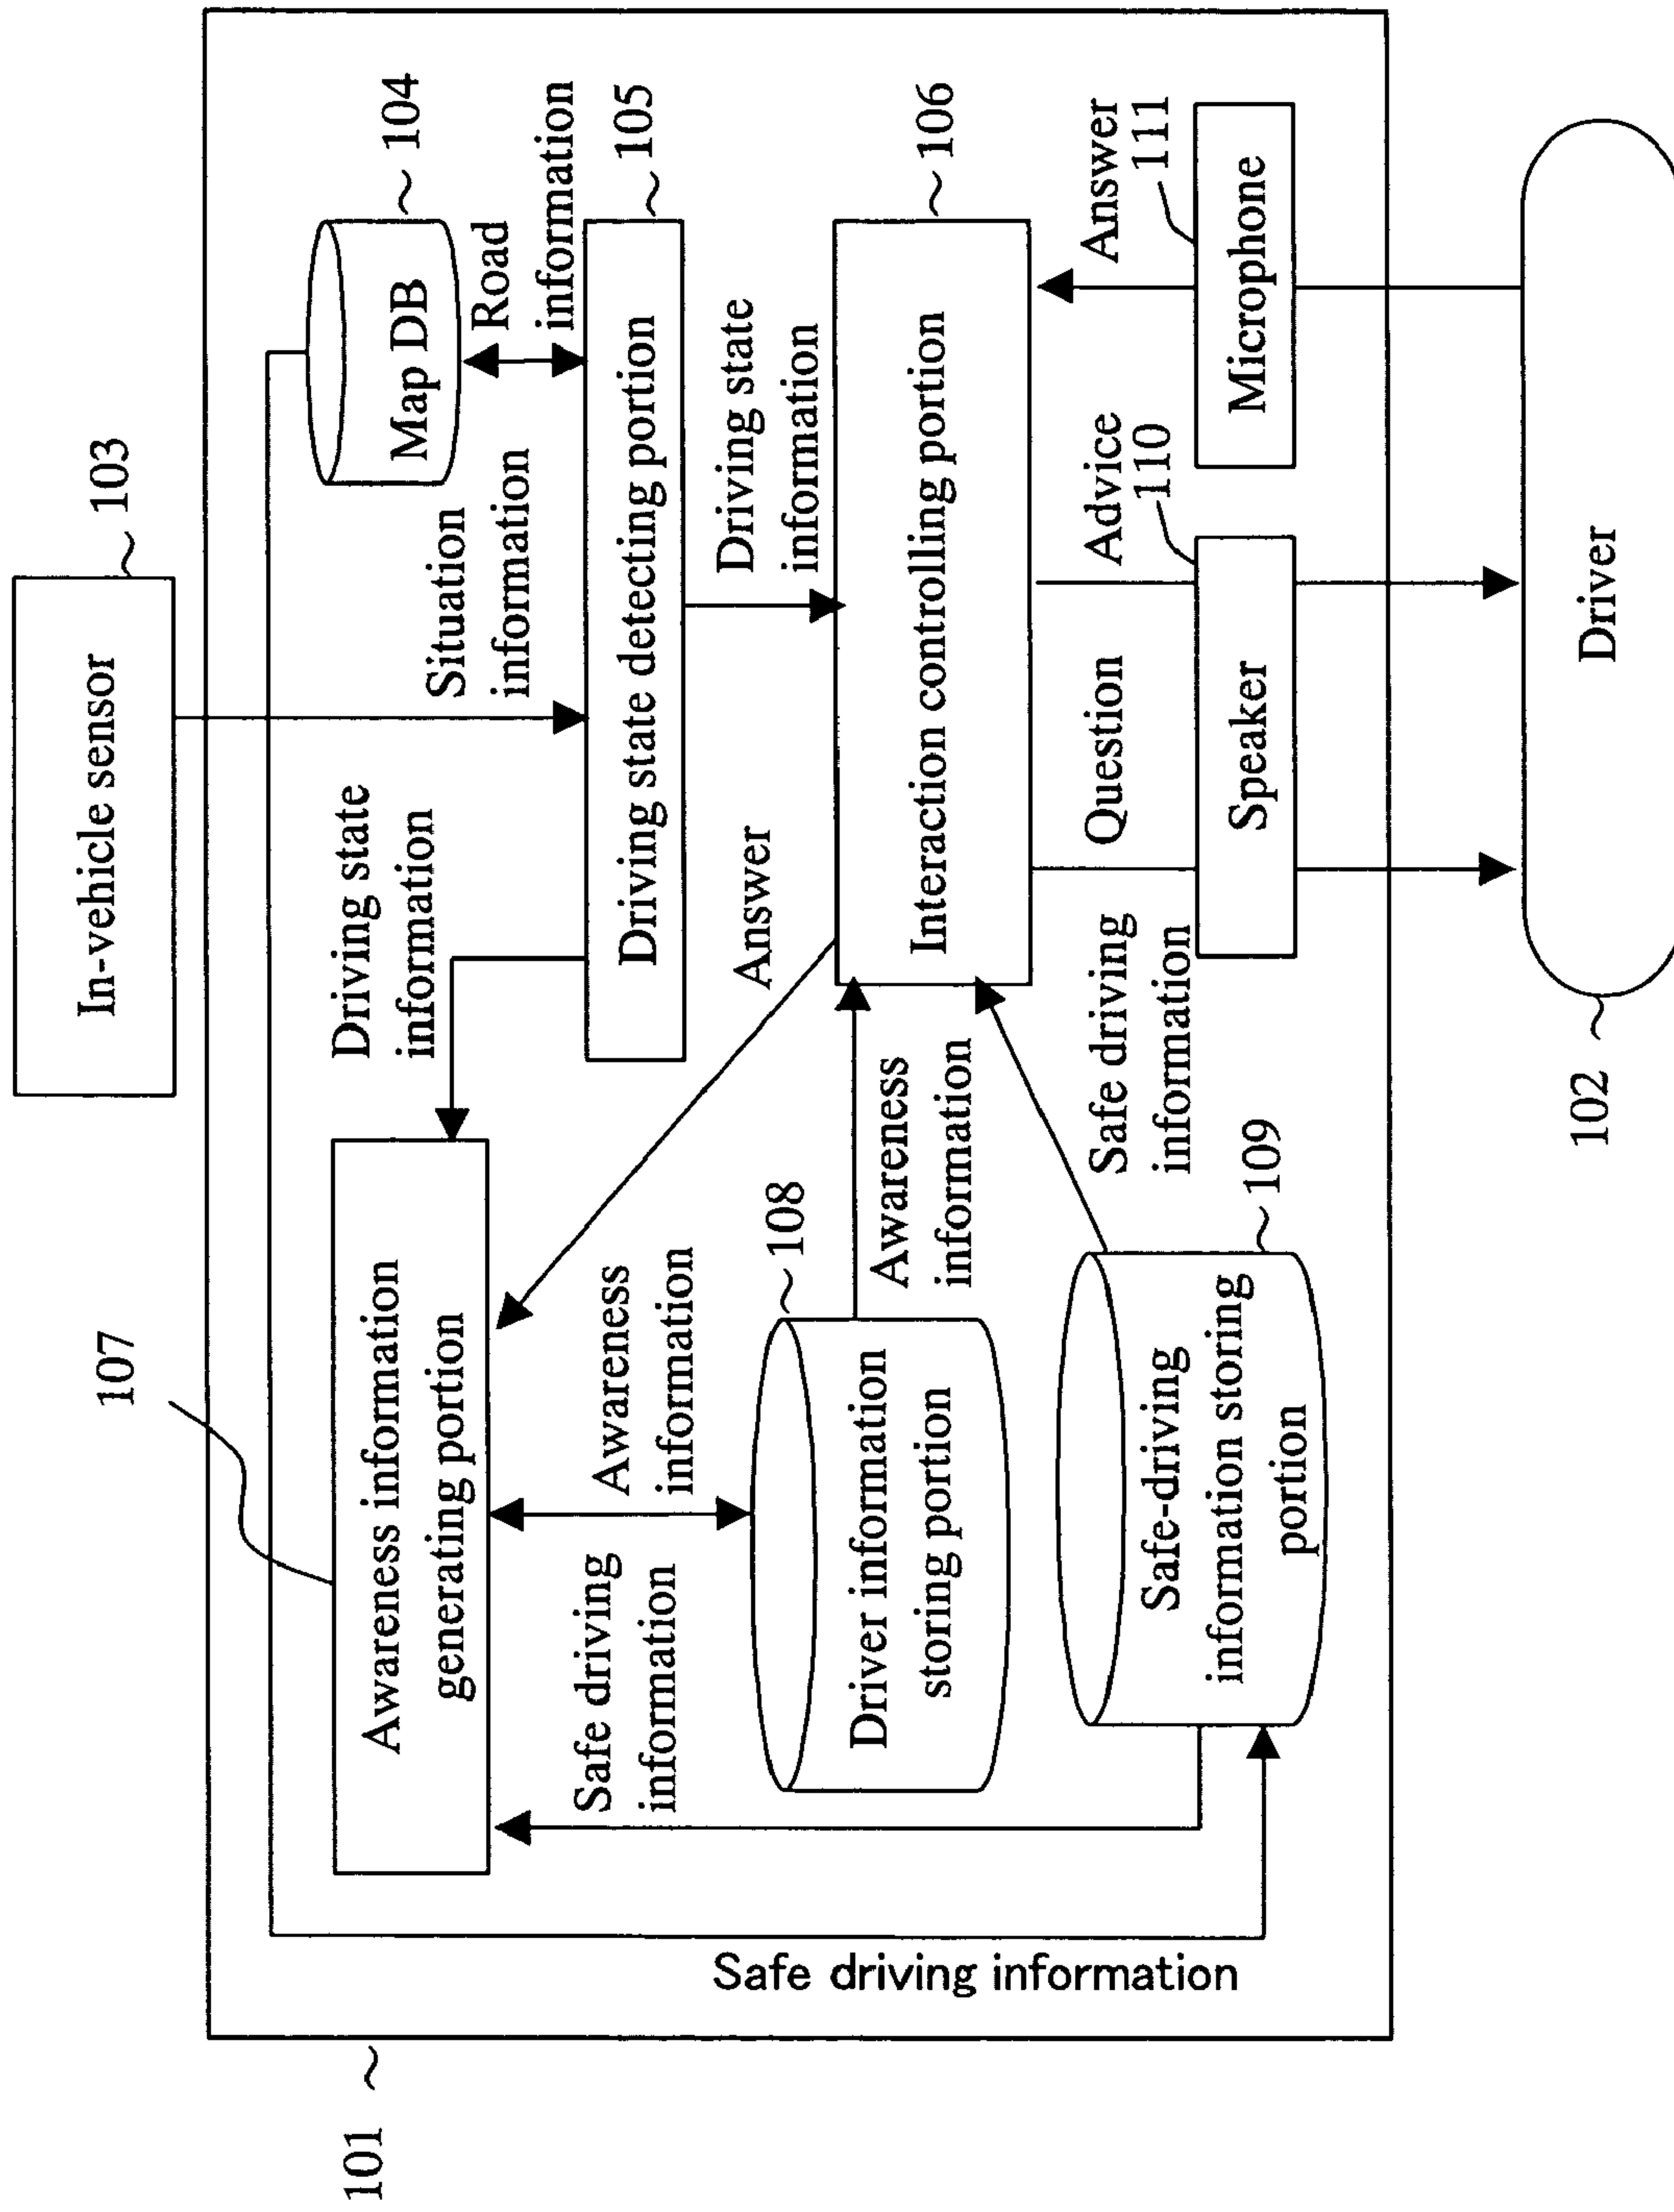 In-vehicle sensor
103
101
107
Awareness information
generating portion
Driving state
information
Situation
information
Map DB
104
Road
information
Driving state detecting portion
105
Safe driving
information
Awareness
information
Answer
Driving state
information
108
Driver information
storing portion
Awareness
information
Interaction controlling portion
106
Safe-driving
information storing
portion
109
Safe driving
information
Question
Advice
110
Answer
111
Speaker
Microphone
Safe driving information
102
Driver